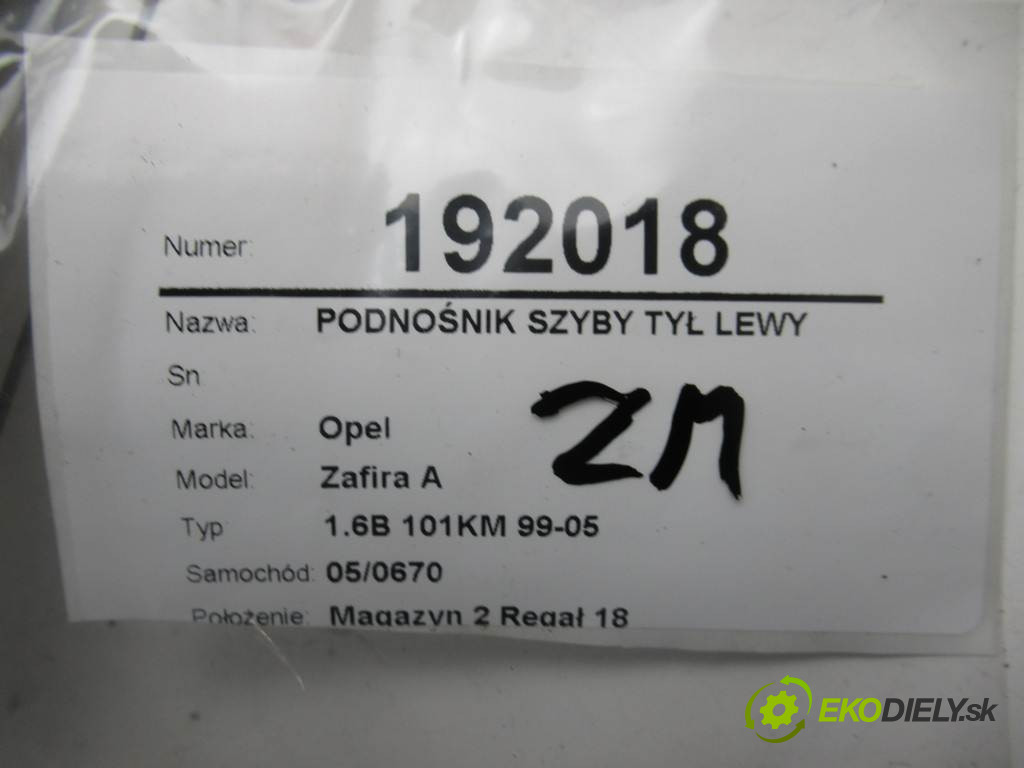 Numer: 192018
Nazwa: PODNOŚNIK SZYBY TYŁ LEWY
Sn
Marka: Opel
ZM
Model: Zafira A
Typ 1.6B 101KM 99-05
Samochód: 05/0670
Położenie: Magazyn 2 Regał 18
EKODIELY.sk